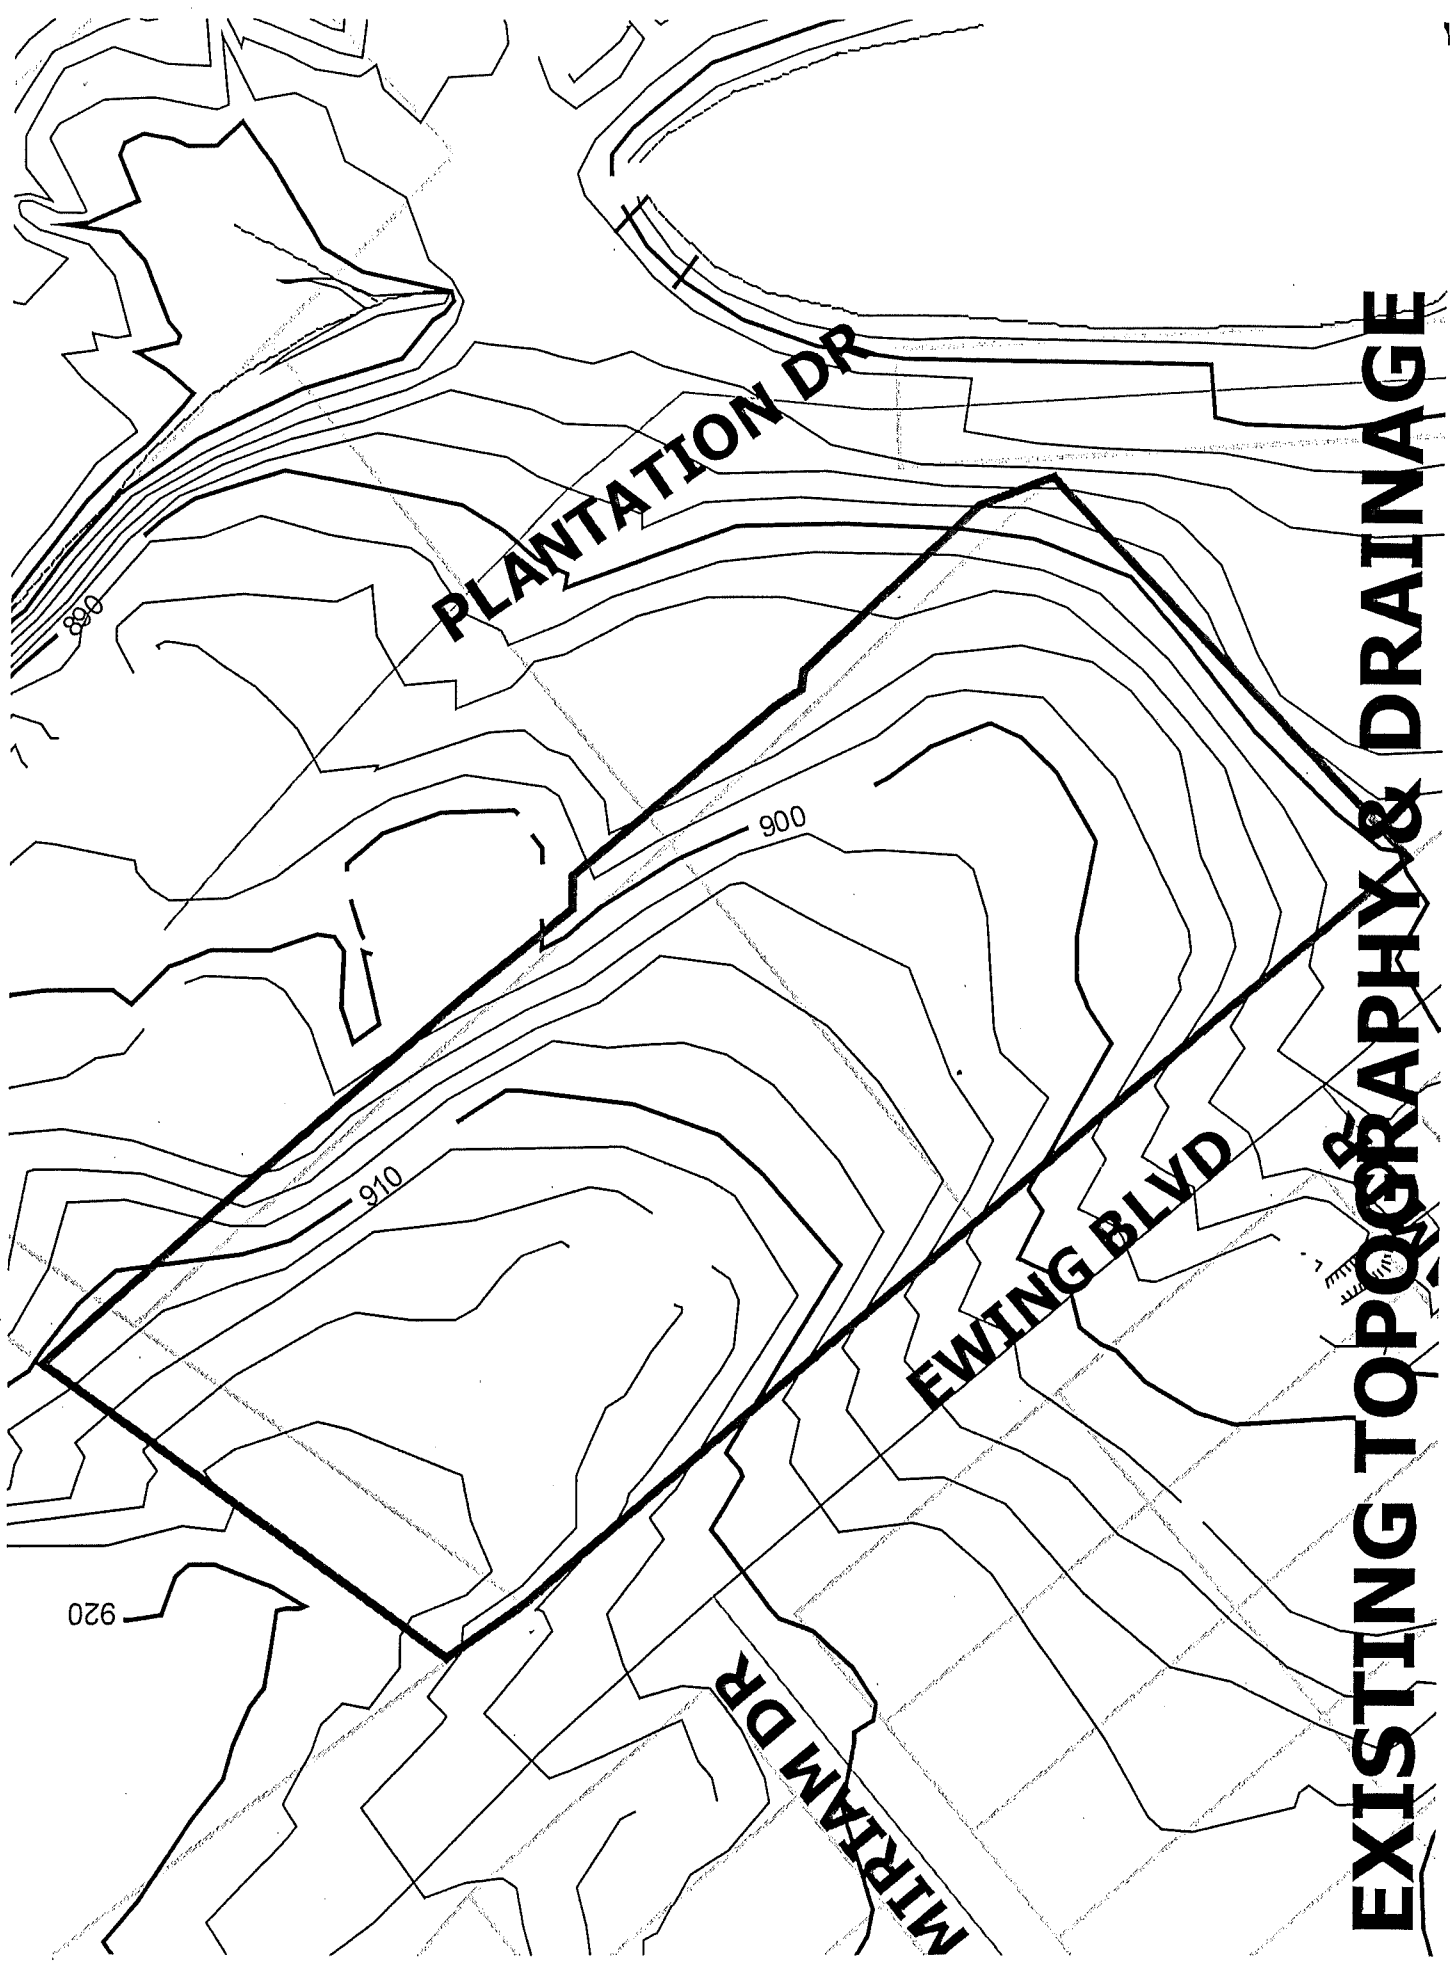 PLANTATION DR
890
900
910
EWING BLVD
920
MIRIAM DR
EXISTING TOPOGRAPHY & DRAINAGE